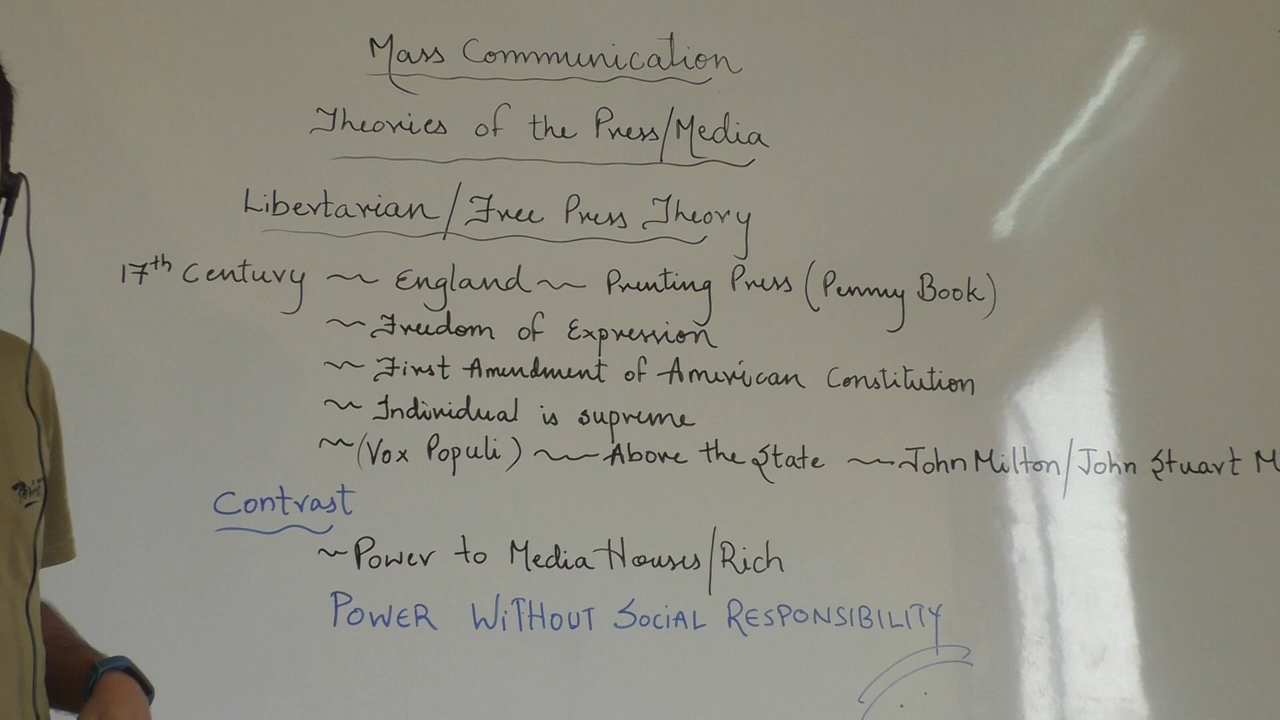 Mass Communication
Theories of the Press/Media
Libertarian/Free Press Theory
17th Century ~ England ~ Printing Press (Penny Book)
~ Freedom of Expression
~ First Amendment of American Constitution
~ Individual is supreme
~ (Vox Populi) ~ Above the State ~ John Milton/John Stuart M
Contrast
~ Power to Media Houses/Rich
POWER WITHOUT SOCIAL RESPONSIBILITY